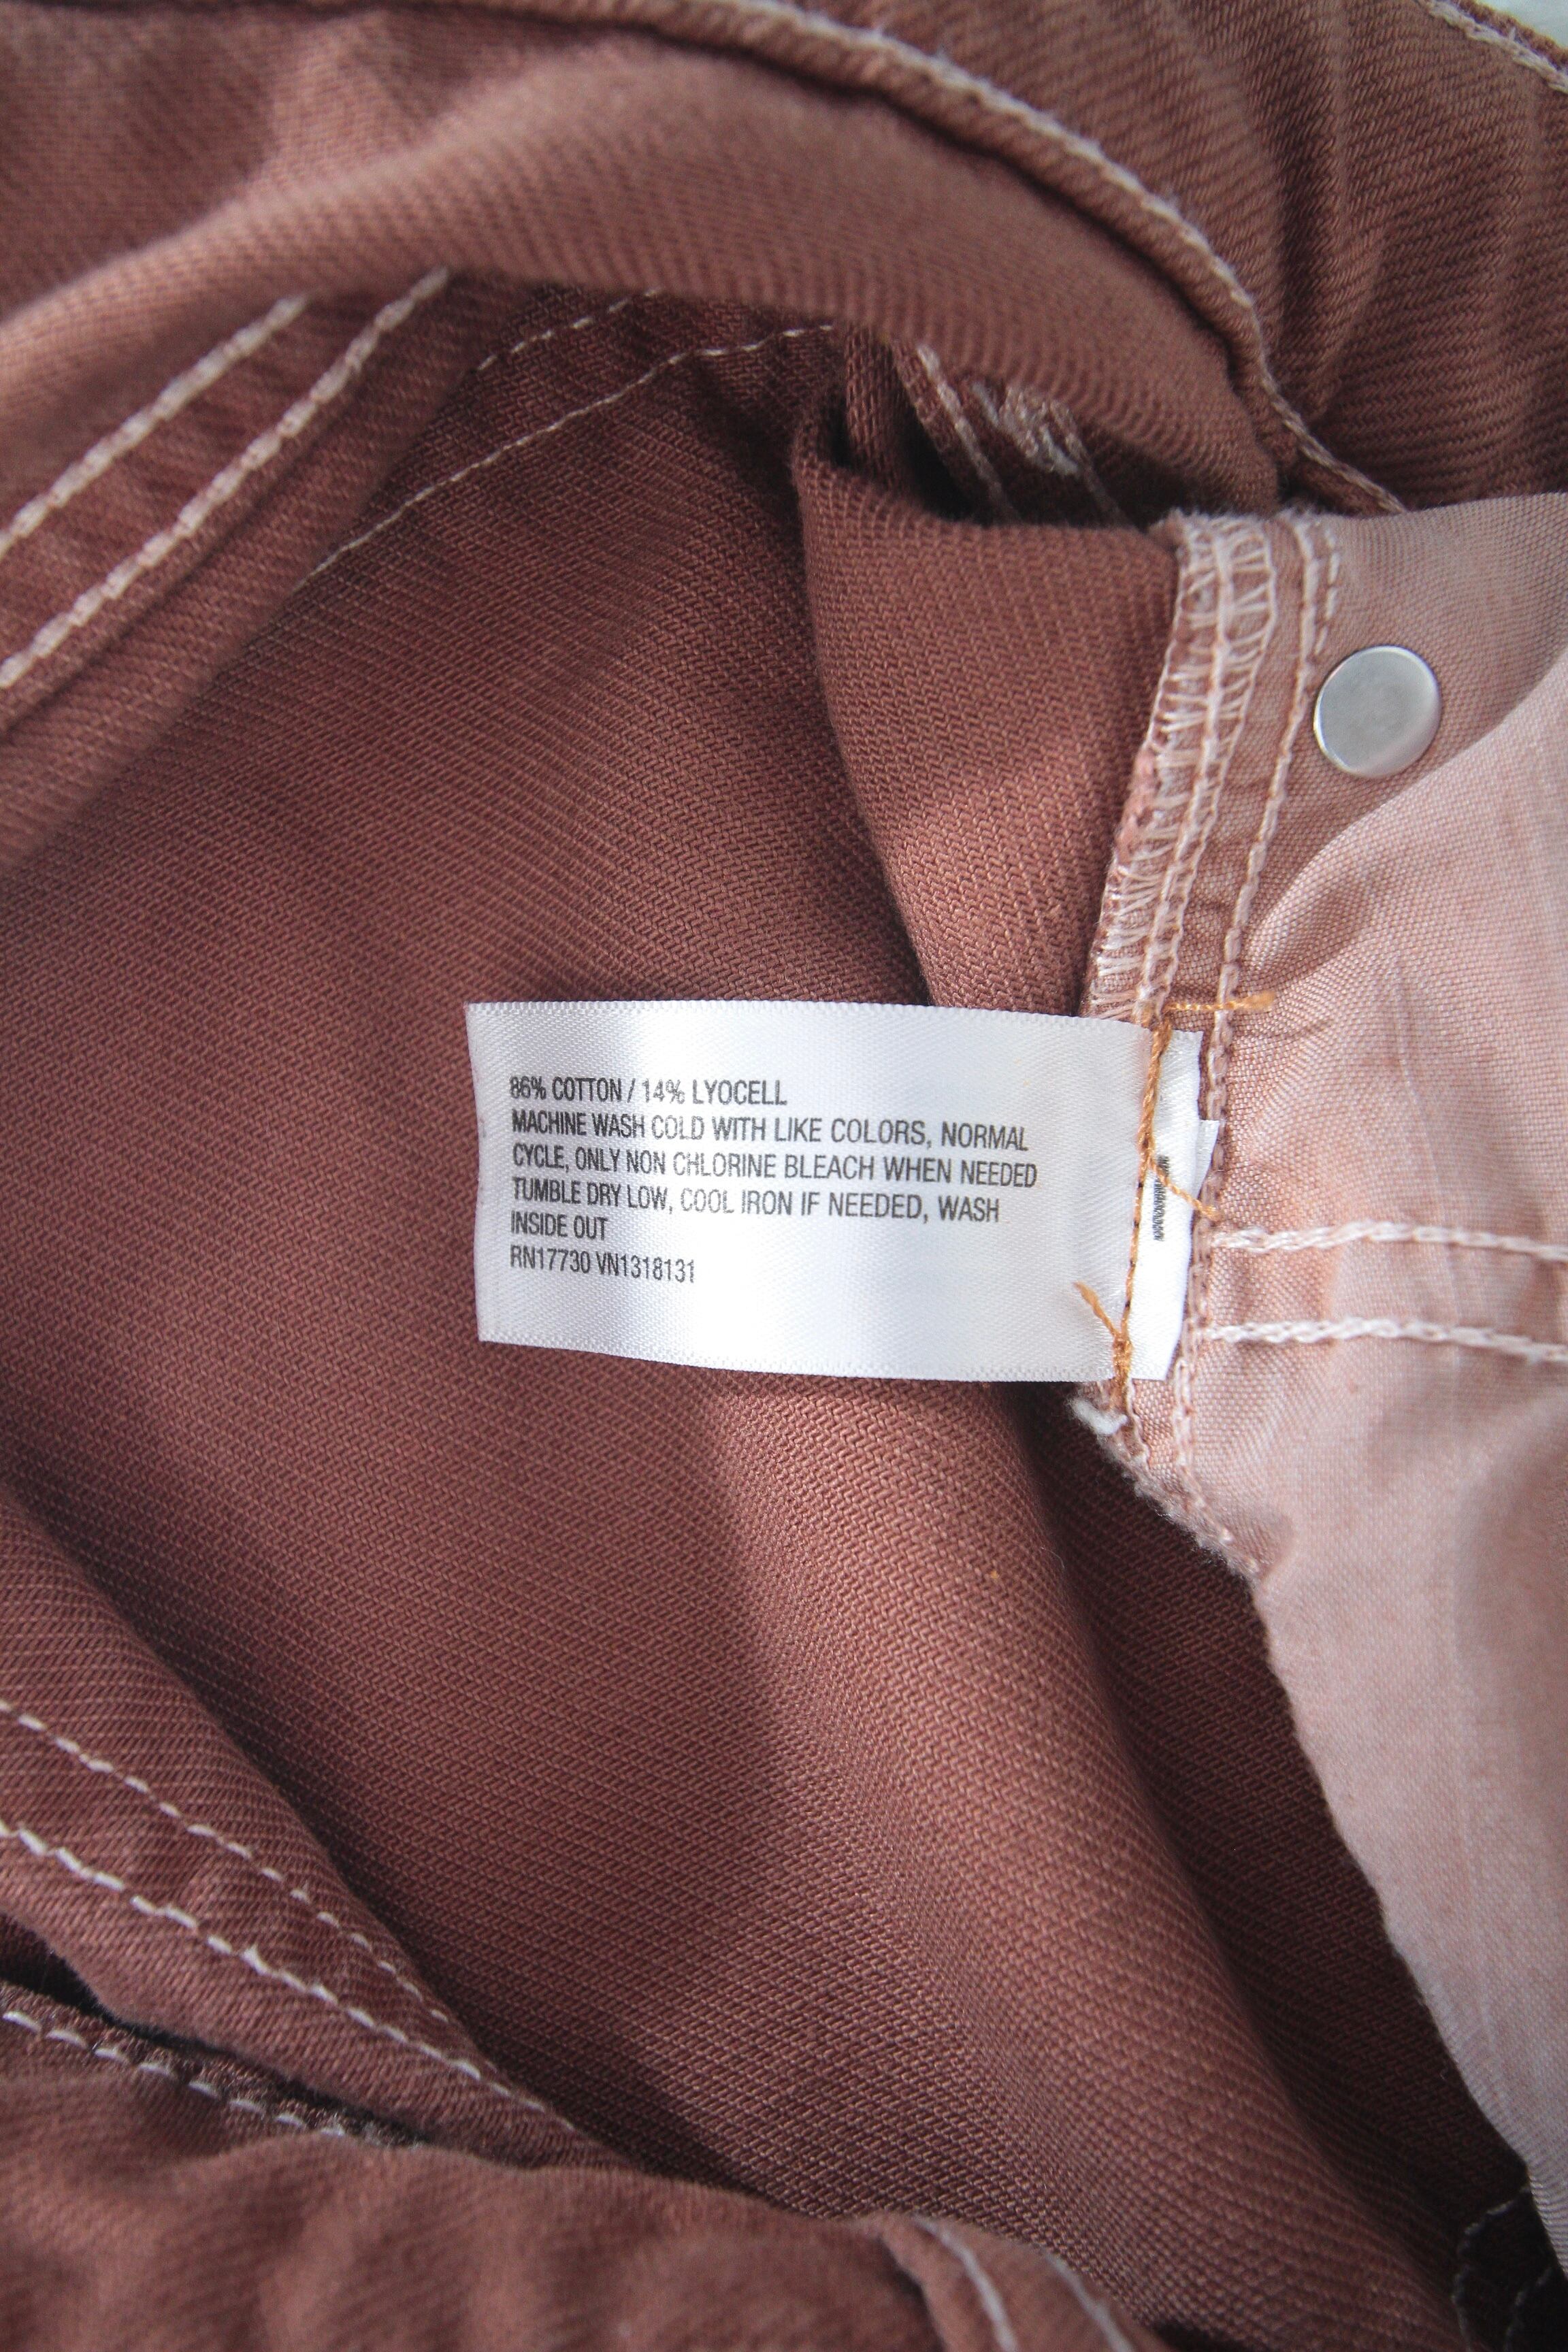 86% COTTON / 14% LYOCELL
MACHINE WASH COLD WITH LIKE COLORS, NORMAL
CYCLE, ONLY NON CHLORINE BLEACH WHEN NEEDED
TUMBLE DRY LOW, COOL IRON IF NEEDED, WASH
INSIDE OUT
RN17730 VN1318131